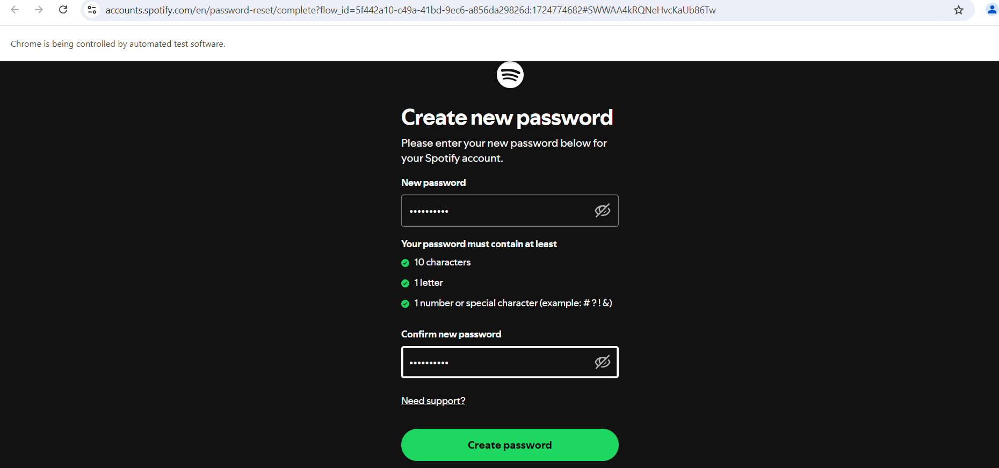 accounts.spotify.com/en/password-reset/complete?flow_id=5f442a10-c49a-41bd-9ec6-a856da29826d:1724774682#SWWAA4kRQNeHvcKaUb86Tw
Chrome is being controlled by automated test software.
Create new password
Please enter your new password below for
your Spotify account.
New password
••••••••••
Your password must contain at least
10 characters
1 letter
1 number or special character (example: # ? ! &)
Confirm new password
••••••••••
Need support?
Create password